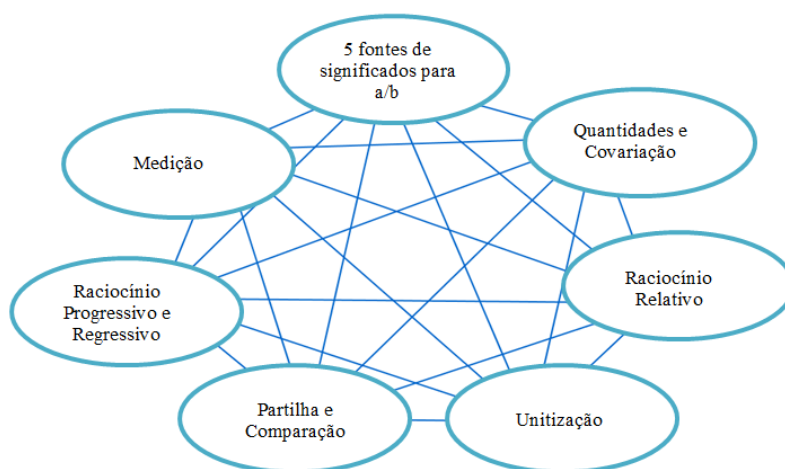 5 fontes de
significados para
a/b
Quantidades e
Covariação
Medição
Raciocínio
Relativo
Raciocínio
Progressivo e
Regressivo
Partilha e
Comparação
Unitização